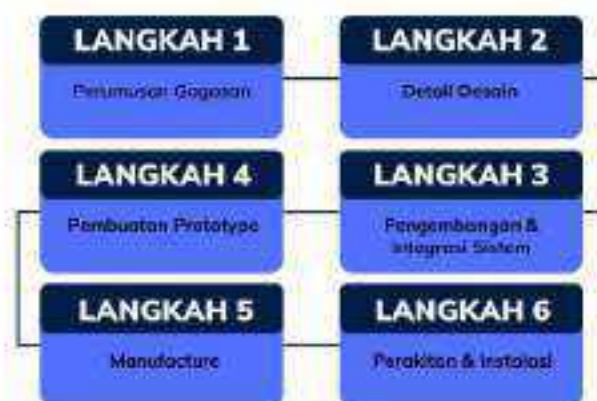 LANGKAH 1
Perumusan Gagasan
LANGKAH 2
Detail Desain
LANGKAH 4
Pembuatan Prototype
LANGKAH 3
Pengembangan &
Integrasi Sistem
LANGKAH 5
Manufacture
LANGKAH 6
Perakitan & Instalasi